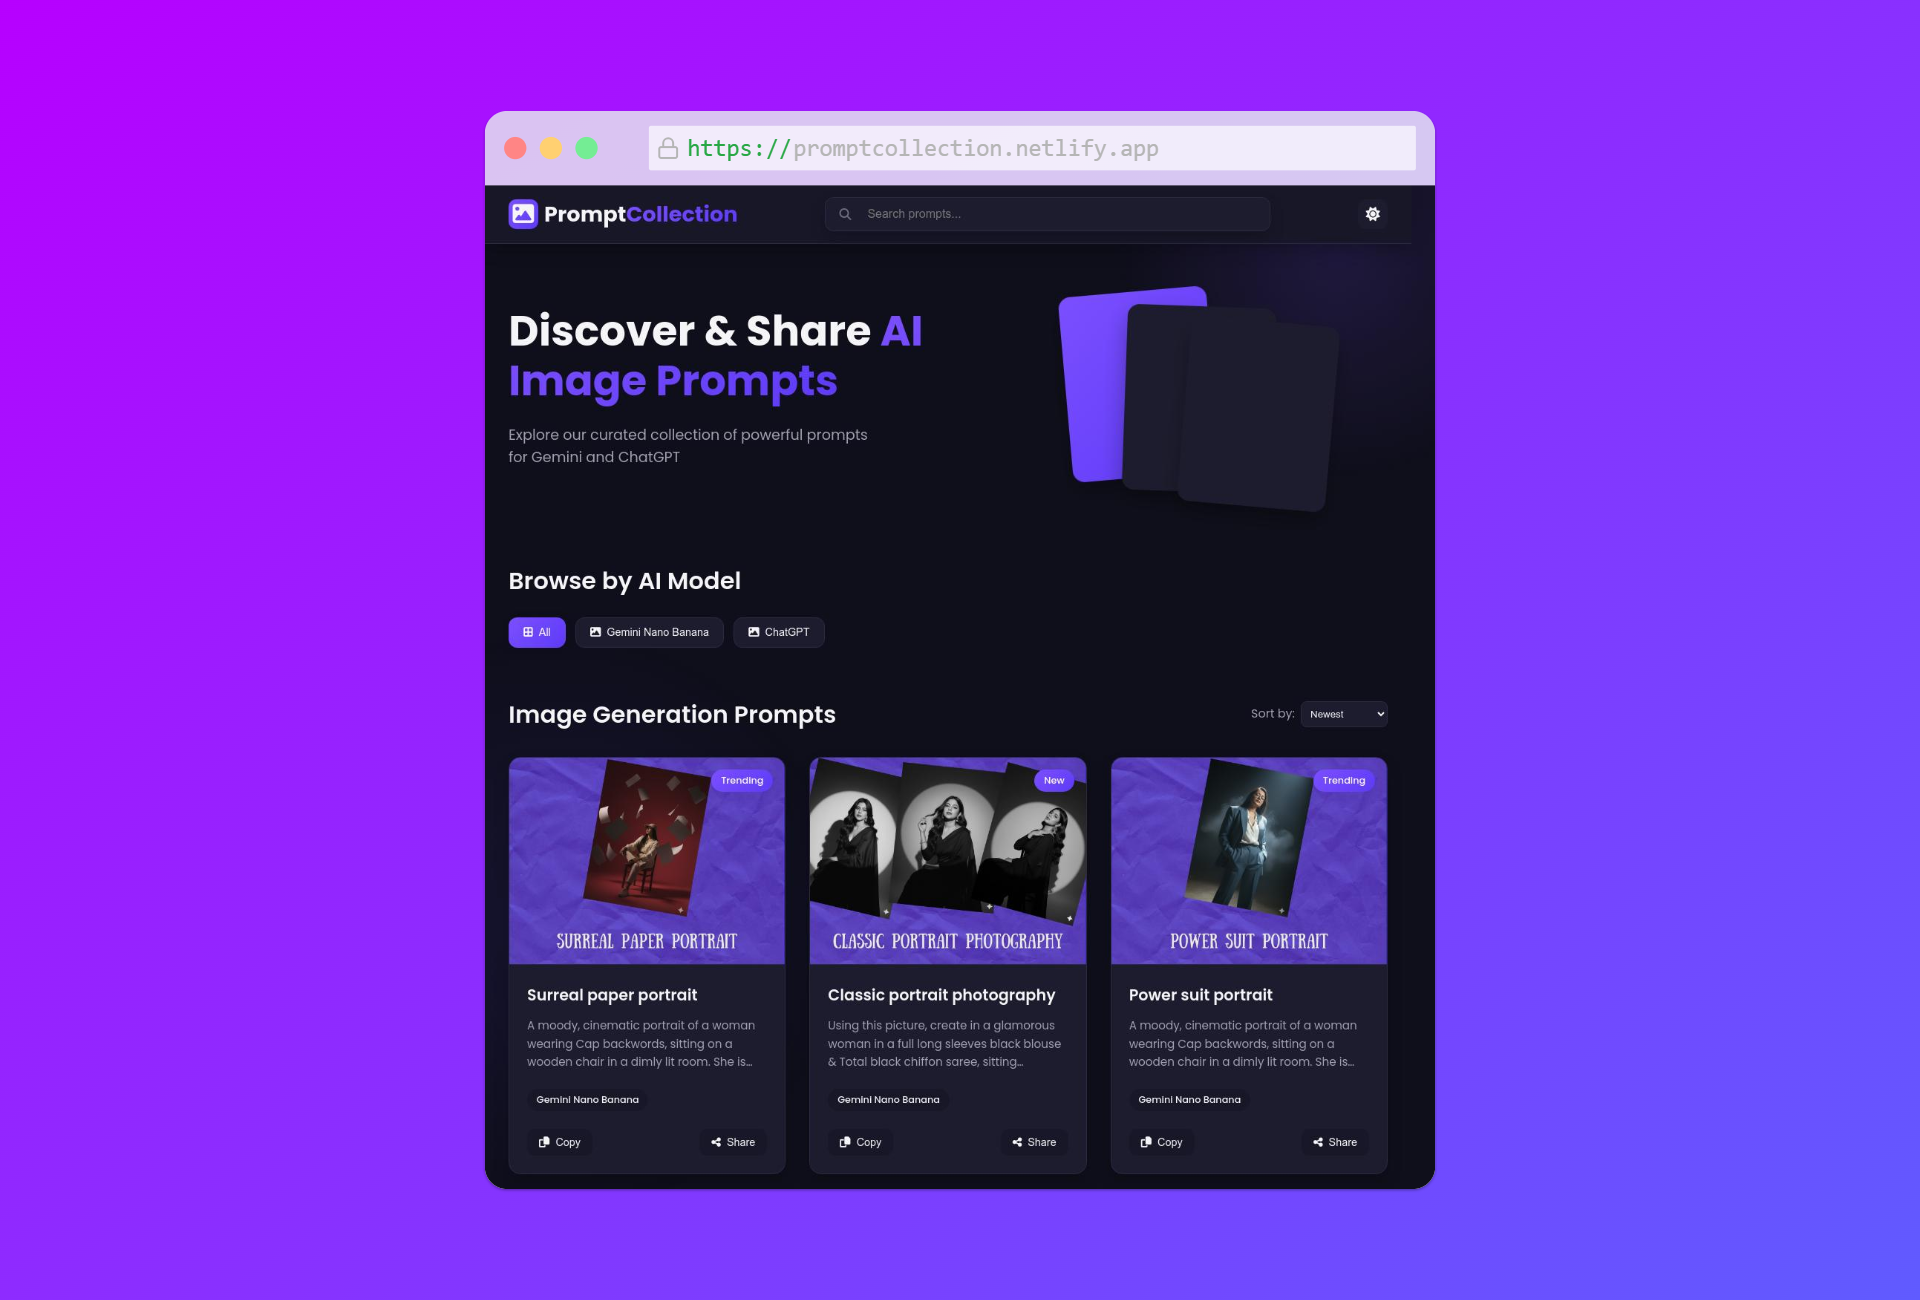 https://promptcollection.netlify.app
PromptCollection
Search prompts...
Discover & Share AI
Image Prompts
Explore our curated collection of powerful prompts
for Gemini and ChatGPT
Browse by AI Model
All
Gemini Nano Banana
ChatGPT
Image Generation Prompts
Sort by:
Newest
Trending
SURREAL PAPER PORTRAIT
Surreal paper portrait
A moody, cinematic portrait of a woman
wearing Cap backwords, sitting on a
wooden chair in a dimly lit room. She is...
Gemini Nano Banana
Copy
Share
New
CLASSIC PORTRAIT PHOTOGRAPHY
Classic portrait photography
Using this picture, create in a glamorous
woman in a full long sleeves black blouse
& Total black chiffon saree, sitting...
Gemini Nano Banana
Copy
Share
Trending
POWER SUIT PORTRAIT
Power suit portrait
A moody, cinematic portrait of a woman
wearing Cap backwords, sitting on a
wooden chair in a dimly lit room. She is...
Gemini Nano Banana
Copy
Share